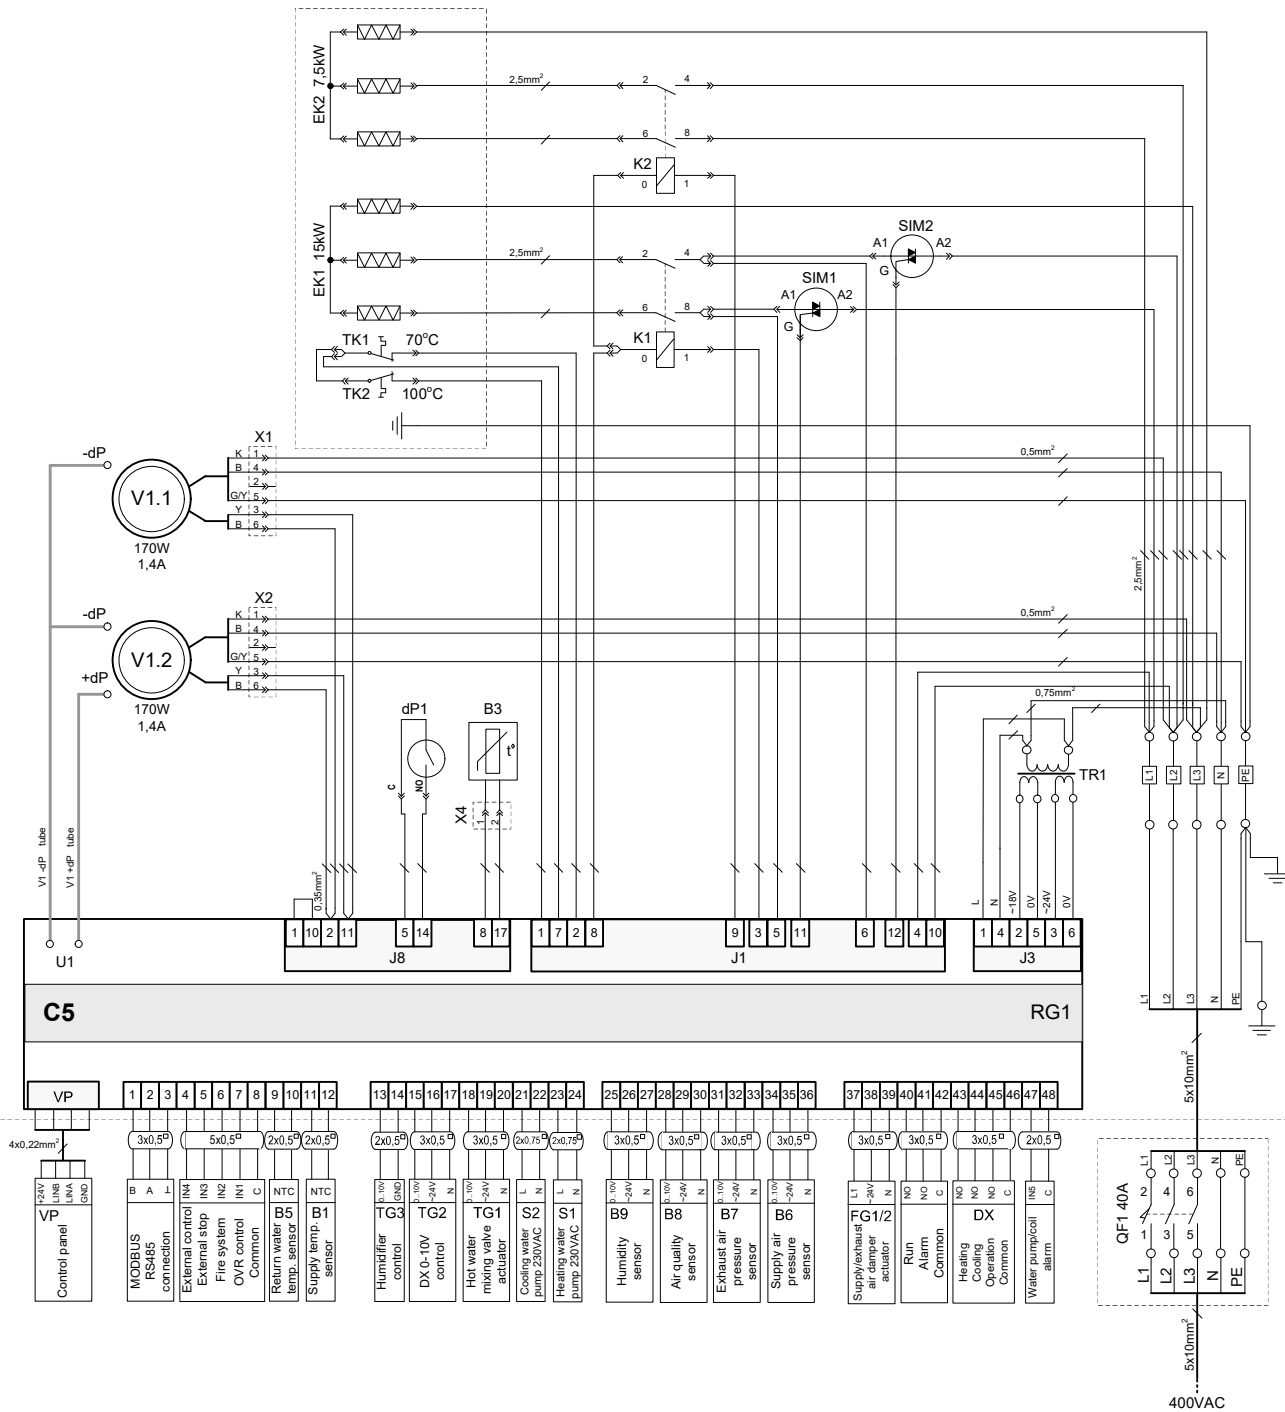 EK2 7,5kW
2,5mm²
2
4
6
8
K2
0
1
EK1 15kW
2,5mm²
2
4
6
8
K1
0
1
SIM2
A1
A2
G
SIM1
A1
A2
G
TK1
70°C
TK2
100°C
X1
-dP
V1.1
170W
1,4A
K 1
B 4
2
G/Y 5
Y 3
B 6
0,5mm²
2,5mm²
X2
-dP
+dP
V1.2
170W
1,4A
K 1
B 4
2
G/Y 5
Y 3
B 6
0,5mm²
0,75mm²
dP1
C
NO
B3
t°
X4
1
2
TR1
L1
L2
L3
N
PE
V1 -dP tube
V1 +dP tube
0,35mm²
L
N
~18V
0V
~24V
0V
1 10 2 11
5 14
8 17
J8
1 7 2 8
9 3 5 11
6 12 4 10
J1
1 4 2 5 3 6
J3
U1
C5
RG1
L1
L2
L3
N
PE
5x10mm²
VP
1 2 3 4 5 6 7 8 9 10 11 12
13 14 15 16 17 18 19 20 21 22 23 24
25 26 27 28 29 30 31 32 33 34 35 36
37 38 39 40 41 42 43 44 45 46 47 48
4x0,22mm²
3x0,5
5x0,5
2x0,5
2x0,5
2x0,5
3x0,5
3x0,5
2x0,75
2x0,75
3x0,5
3x0,5
3x0,5
3x0,5
3x0,5
3x0,5
3x0,5
2x0,5
+24V
LINB
LINA
GND
VP
Control panel
B
A
⊥
MODBUS
RS485
connection
IN4
IN3
IN2
IN1
C
External control
External stop
Fire system
OVR control
Common
NTC
B5
Return water
temp. sensor
NTC
B1
Supply temp.
sensor
0..10V
GND
TG3
Humidifier
control
0..10V
~24V
N
TG2
DX 0-10V
control
0..10V
~24V
N
TG1
Hot water
mixing valve
actuator
L
N
S2
Cooling water
pump 230VAC
L
N
S1
Heating water
pump 230VAC
0..10V
~24V
N
B9
Humidity
sensor
0..10V
~24V
N
B8
Air quality
sensor
0..10V
~24V
N
B7
Exhaust air
pressure
sensor
0..10V
~24V
N
B6
Supply air
pressure
sensor
L1
~24V
N
FG1/2
Supply/exhaust
air damper
actuator
NO
NO
C
Run
Alarm
Common
NO
NO
NO
C
DX
Heating
Cooling
Operation
Common
IN5
C
Water pump/coil
alarm
QF1 40A
L1
L2
L3
N
PE
2
4
6
1
3
5
L1
L2
L3
N
PE
5x10mm²
400VAC